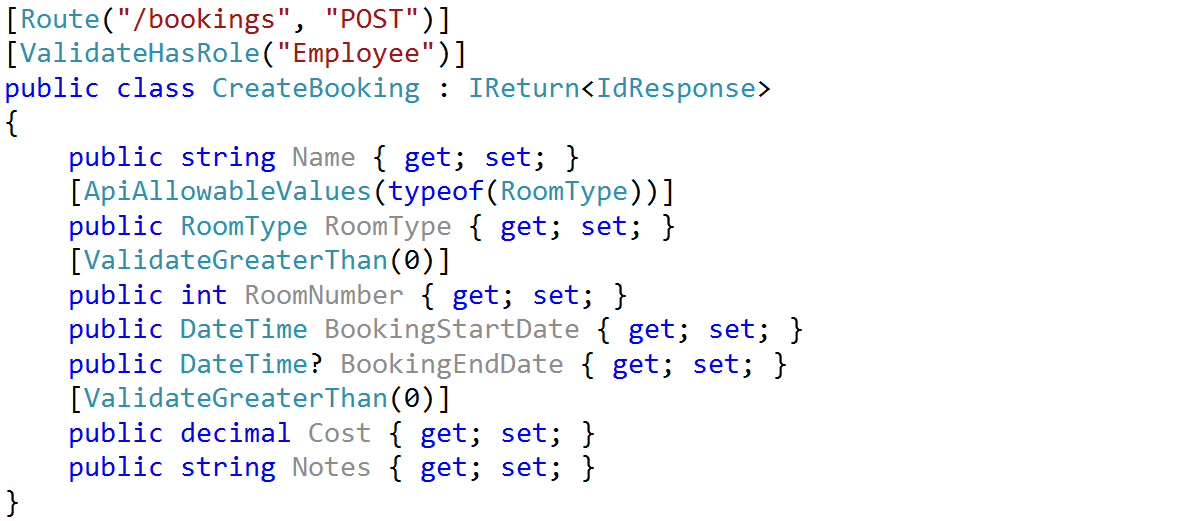 [Route("/bookings", "POST")]
[ValidateHasRole("Employee")]
public class CreateBooking : IReturn<IdResponse>
{
    public string Name { get; set; }
    [ApiAllowableValues(typeof(RoomType))]
    public RoomType RoomType { get; set; }
    [ValidateGreaterThan(0)]
    public int RoomNumber { get; set; }
    public DateTime BookingStartDate { get; set; }
    public DateTime? BookingEndDate { get; set; }
    [ValidateGreaterThan(0)]
    public decimal Cost { get; set; }
    public string Notes { get; set; }
}